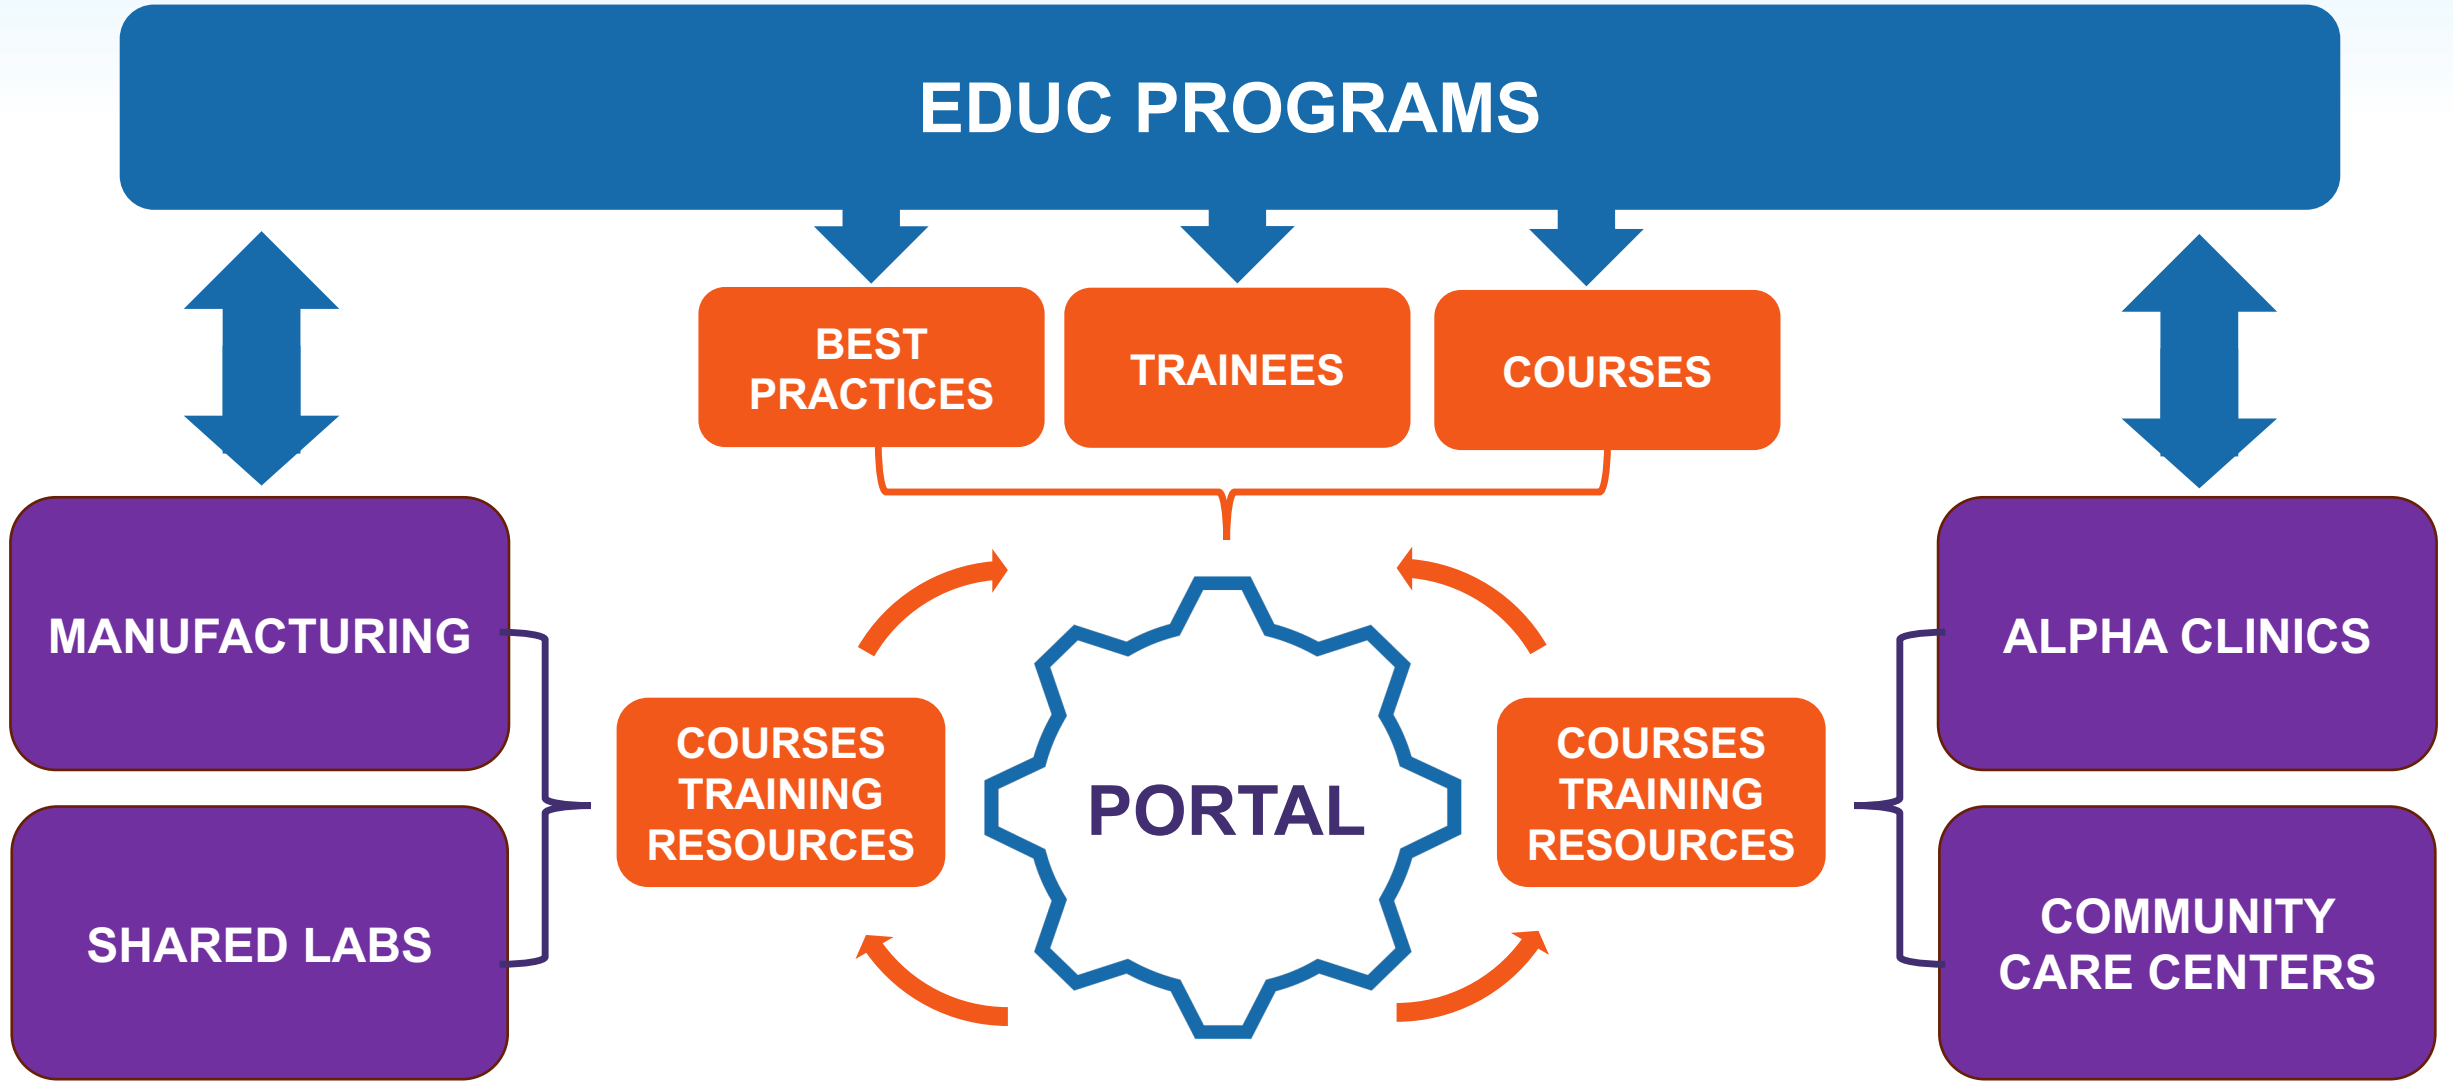 EDUC PROGRAMS
BEST
PRACTICES
TRAINEES
COURSES
MANUFACTURING
SHARED LABS
COURSES
TRAINING
RESOURCES
PORTAL
COURSES
TRAINING
RESOURCES
ALPHA CLINICS
COMMUNITY
CARE CENTERS